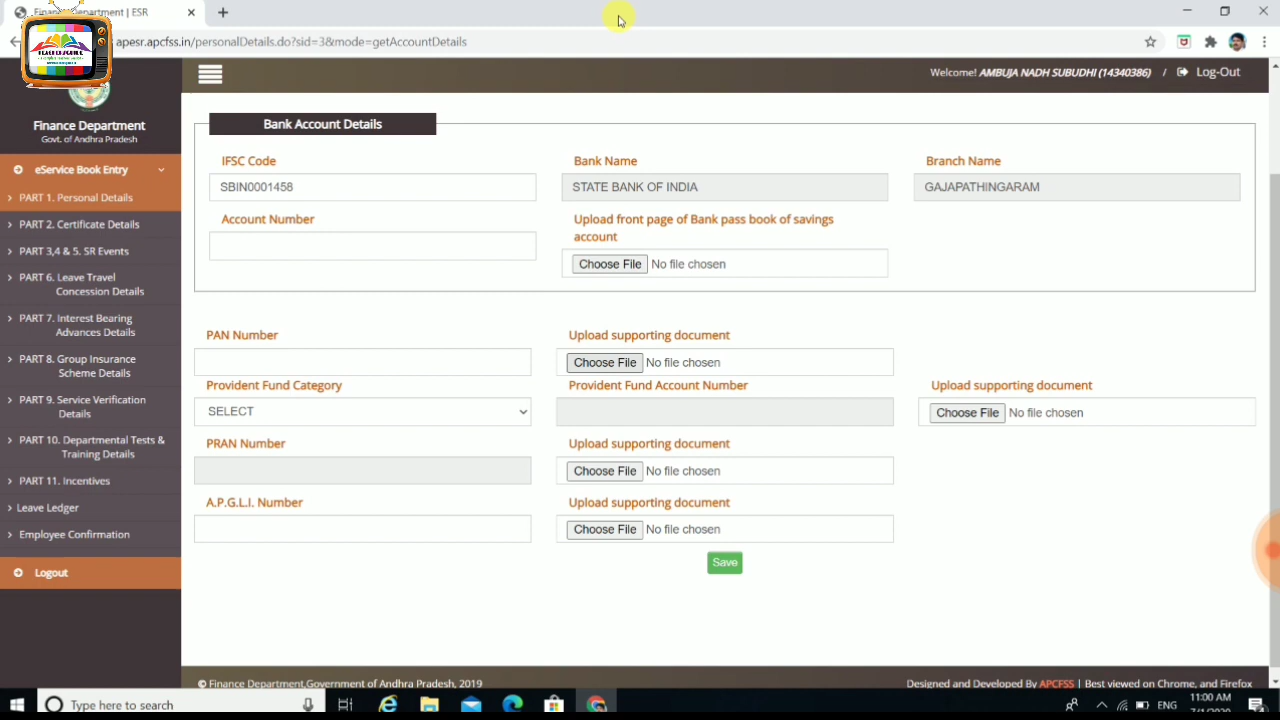 Finance Department | ESR
apesr.apcfss.in/personalDetails.do?sid=3&mode=getAccountDetails
Welcome! AMBUJA NADH SUBUDHI (14340386) / Log-Out
Finance Department
Govt. of Andhra Pradesh
eService Book Entry
PART 1. Personal Details
PART 2. Certificate Details
PART 3,4 & 5. SR Events
PART 6. Leave Travel
Concession Details
PART 7. Interest Bearing
Advances Details
PART 8. Group Insurance
Scheme Details
PART 9. Service Verification
Details
PART 10. Departmental Tests &
Training Details
PART 11. Incentives
Leave Ledger
Employee Confirmation
Logout
Bank Account Details
IFSC Code Bank Name Branch Name
SBIN0001458 STATE BANK OF INDIA GAJAPATHINGARAM
Account Number Upload front page of Bank pass book of savings
account
Choose File No file chosen
PAN Number Upload supporting document
Choose File No file chosen
Provident Fund Category Provident Fund Account Number Upload supporting document
SELECT Choose File No file chosen
PRAN Number Upload supporting document
Choose File No file chosen
A.P.G.L.I. Number Upload supporting document
Choose File No file chosen
Save
© Finance Department,Government of Andhra Pradesh, 2019 Designed and Developed By APCFSS | Best viewed on Chrome, and Firefox
Type here to search ENG 11:00 AM
7/1/2020